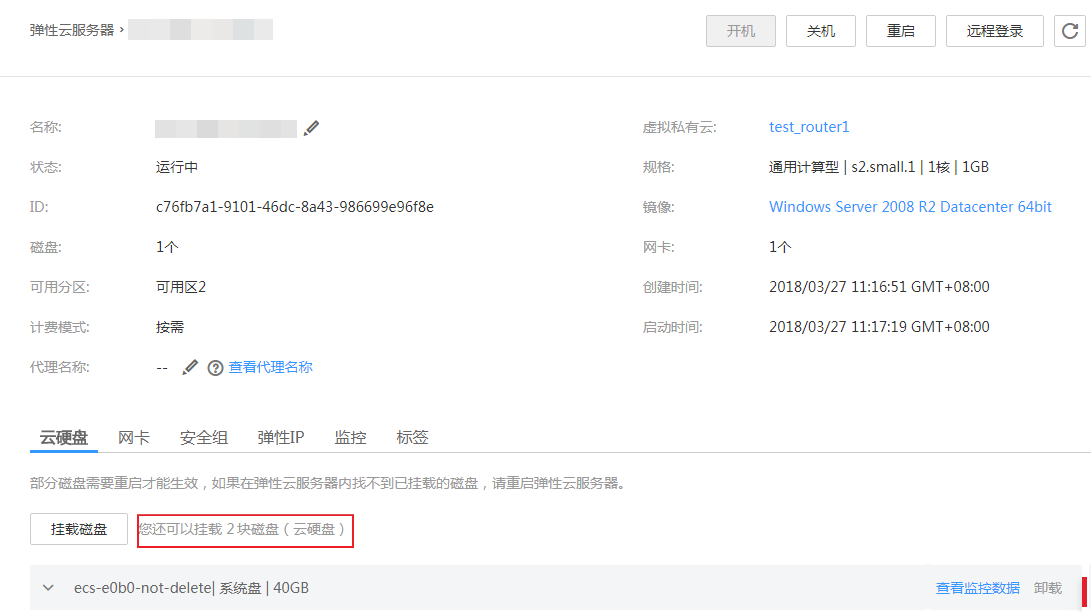 弹性云服务器 ›
开机 关机 重启 远程登录
名称: 虚拟私有云: test_router1
状态: 运行中 规格: 通用计算型 | s2.small.1 | 1核 | 1GB
ID: c76fb7a1-9101-46dc-8a43-986699e96f8e 镜像: Windows Server 2008 R2 Datacenter 64bit
磁盘: 1个 网卡: 1个
可用分区: 可用区2 创建时间: 2018/03/27 11:16:51 GMT+08:00
计费模式: 按需 启动时间: 2018/03/27 11:17:19 GMT+08:00
代理名称: -- ? 查看代理名称
云硬盘 网卡 安全组 弹性IP 监控 标签
部分磁盘需要重启才能生效，如果在弹性云服务器内找不到已挂载的磁盘，请重启弹性云服务器。
挂载磁盘 您还可以挂载 2 块磁盘（云硬盘）
ecs-e0b0-not-delete| 系统盘 | 40GB 查看监控数据 卸载